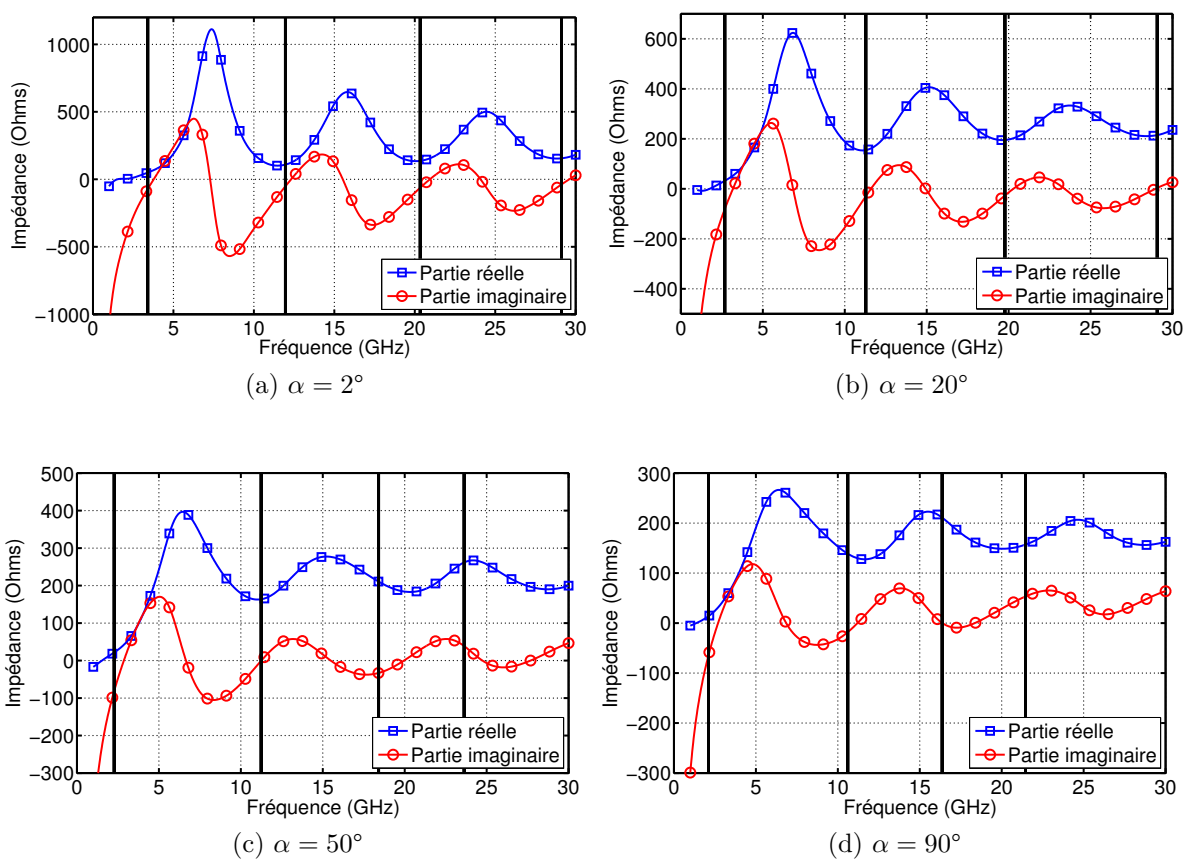 1000
500
0
−500
−1000
Impédance (Ohms)
0 5 10 15 20 25 30
Fréquence (GHz)
Partie réelle
Partie imaginaire
(a) α = 2°
600
400
200
0
−200
−400
Impédance (Ohms)
0 5 10 15 20 25 30
Fréquence (GHz)
Partie réelle
Partie imaginaire
(b) α = 20°
500
400
300
200
100
0
−100
−200
−300
Impédance (Ohms)
0 5 10 15 20 25 30
Fréquence (GHz)
Partie réelle
Partie imaginaire
(c) α = 50°
300
200
100
0
−100
−200
−300
Impédance (Ohms)
0 5 10 15 20 25 30
Fréquence (GHz)
Partie réelle
Partie imaginaire
(d) α = 90°